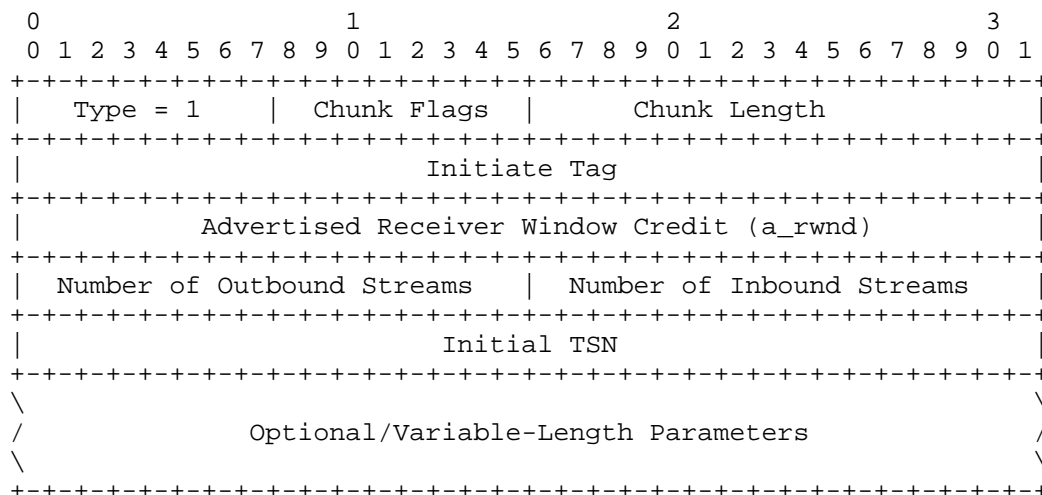 0                   1                   2                   3
 0 1 2 3 4 5 6 7 8 9 0 1 2 3 4 5 6 7 8 9 0 1 2 3 4 5 6 7 8 9 0 1
+-+-+-+-+-+-+-+-+-+-+-+-+-+-+-+-+-+-+-+-+-+-+-+-+-+-+-+-+-+-+-+-+
|   Type = 1    |  Chunk Flags  |      Chunk Length             |
+-+-+-+-+-+-+-+-+-+-+-+-+-+-+-+-+-+-+-+-+-+-+-+-+-+-+-+-+-+-+-+-+
|                         Initiate Tag                          |
+-+-+-+-+-+-+-+-+-+-+-+-+-+-+-+-+-+-+-+-+-+-+-+-+-+-+-+-+-+-+-+-+
|           Advertised Receiver Window Credit (a_rwnd)          |
+-+-+-+-+-+-+-+-+-+-+-+-+-+-+-+-+-+-+-+-+-+-+-+-+-+-+-+-+-+-+-+-+
|  Number of Outbound Streams   |  Number of Inbound Streams    |
+-+-+-+-+-+-+-+-+-+-+-+-+-+-+-+-+-+-+-+-+-+-+-+-+-+-+-+-+-+-+-+-+
|                          Initial TSN                          |
+-+-+-+-+-+-+-+-+-+-+-+-+-+-+-+-+-+-+-+-+-+-+-+-+-+-+-+-+-+-+-+-+
\                                                               \
/              Optional/Variable-Length Parameters              /
\                                                               \
+-+-+-+-+-+-+-+-+-+-+-+-+-+-+-+-+-+-+-+-+-+-+-+-+-+-+-+-+-+-+-+-+